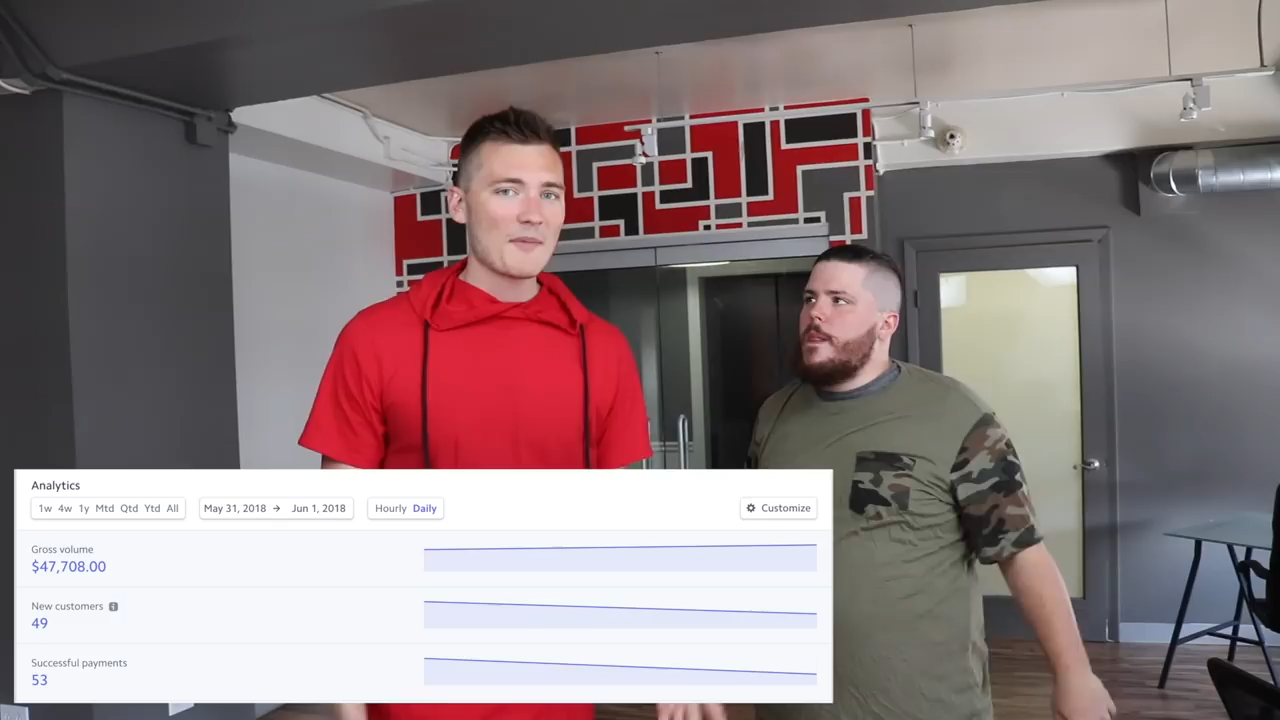 Analytics
1w 4w 1y Mtd Qtd Ytd All May 31, 2018 → Jun 1, 2018 Hourly Daily Customize
Gross volume
$47,708.00
New customers
49
Successful payments
53